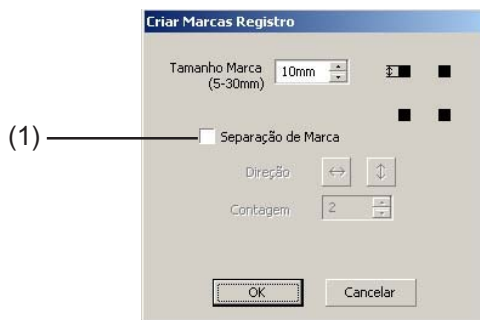 Criar Marcas Registro
Tamanho Marca 10mm
(5-30mm)
(1) Separação de Marca
Direção
Contagem 2
OK Cancelar